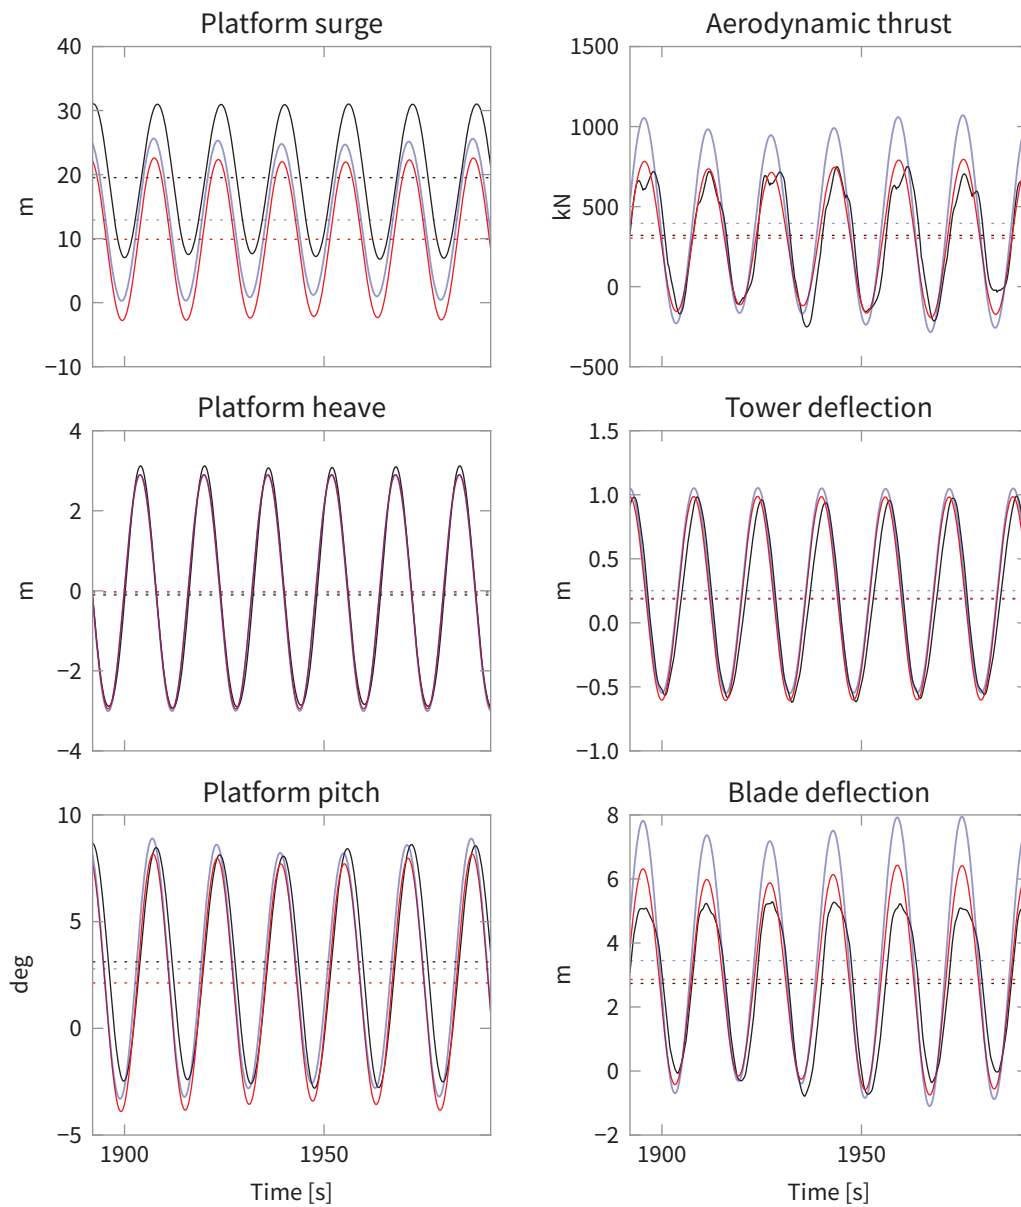 Platform surge
40
30
20
10
0
−10
m
Aerodynamic thrust
1500
1000
500
0
−500
kN
Platform heave
4
2
0
−2
−4
m
Tower deflection
1.5
1.0
0.5
0.0
−0.5
−1.0
m
Platform pitch
10
5
0
−5
deg
1900
1950
Time [s]
Blade deflection
8
6
4
2
0
−2
m
1900
1950
Time [s]